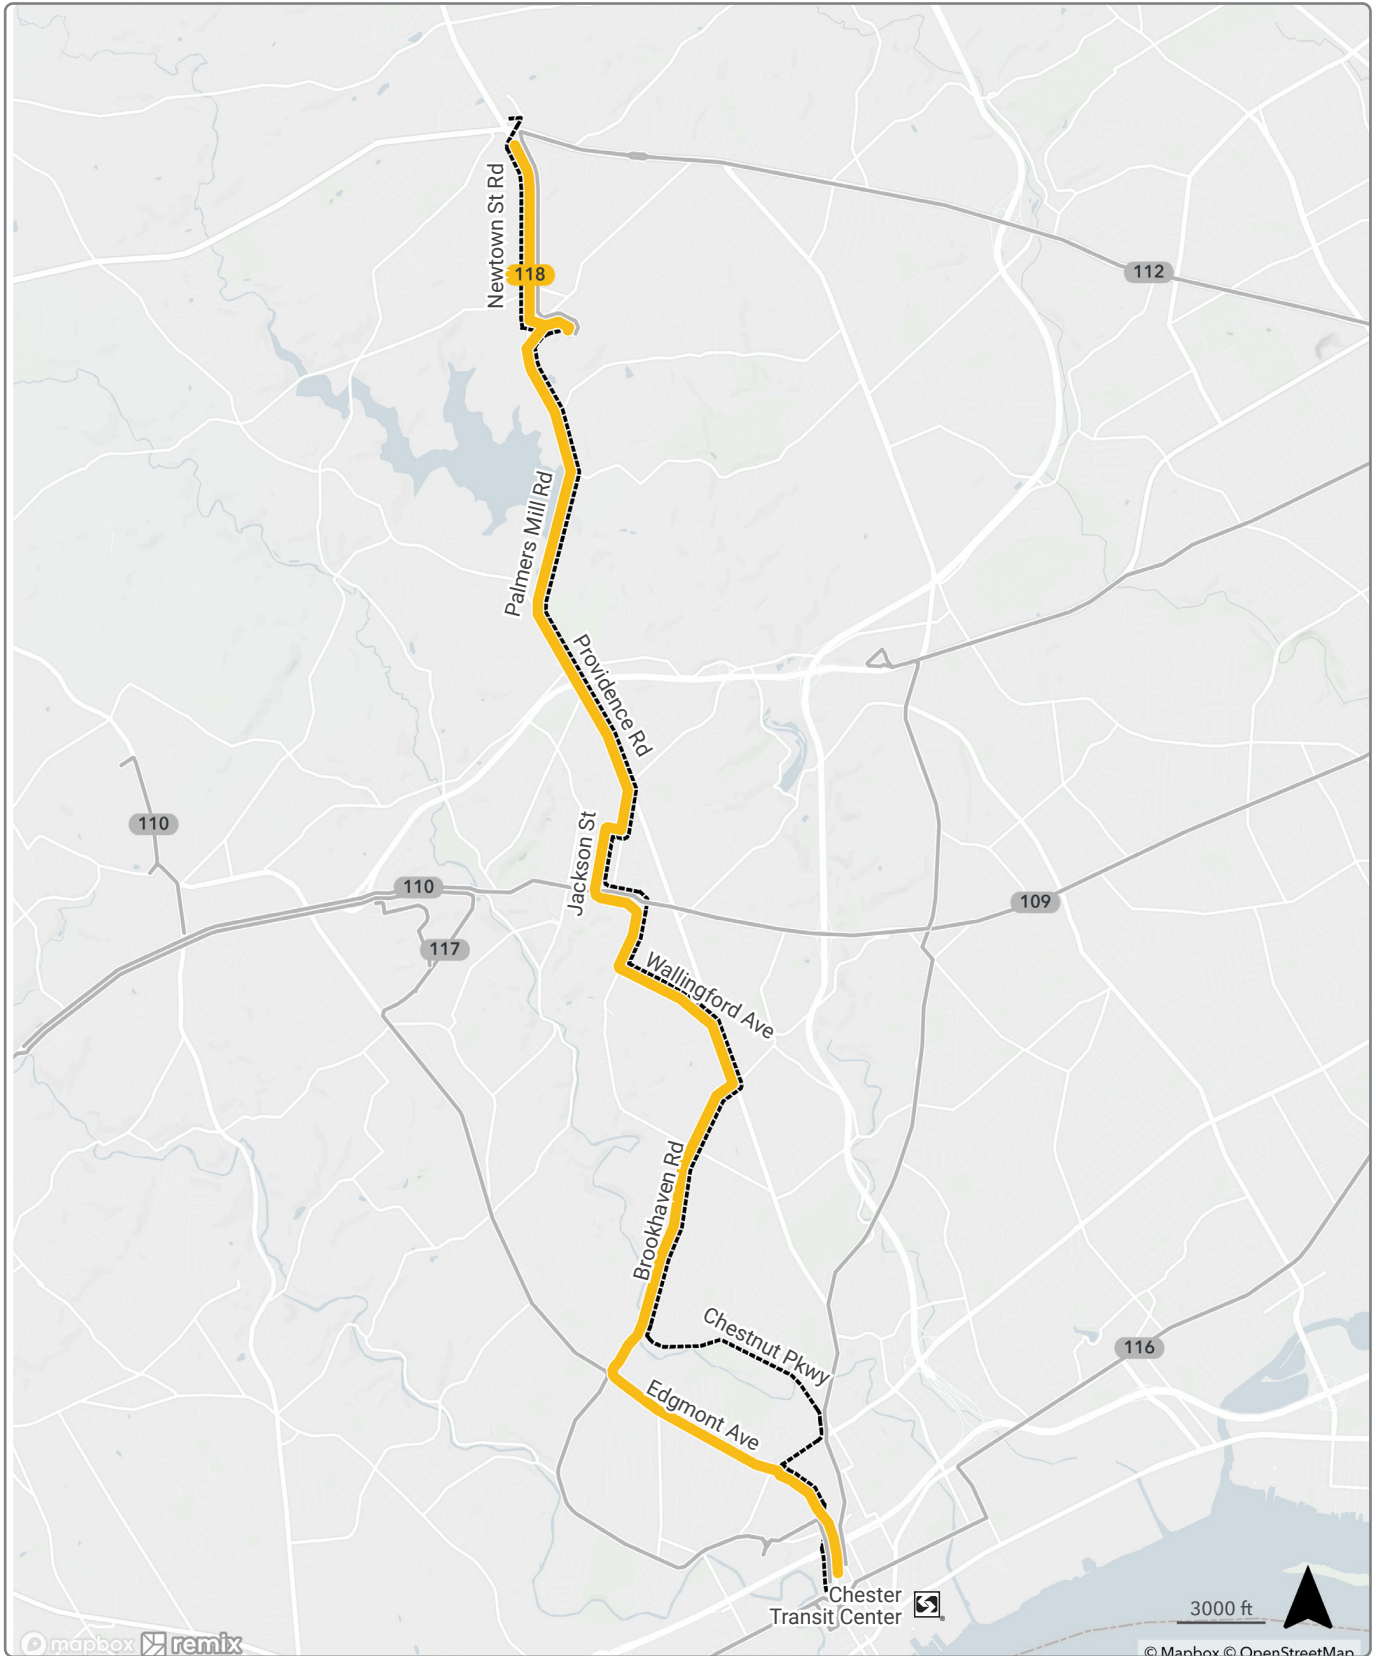 Newtown St Rd
118
112
Palmers Mill Rd
Providence Rd
110
Jackson St
110
109
117
Wallingford Ave
Brookhaven Rd
Chestnut Pkwy
116
Edgmont Ave
Chester
Transit Center
3000 ft
mapbox remix
© Mapbox © OpenStreetMap